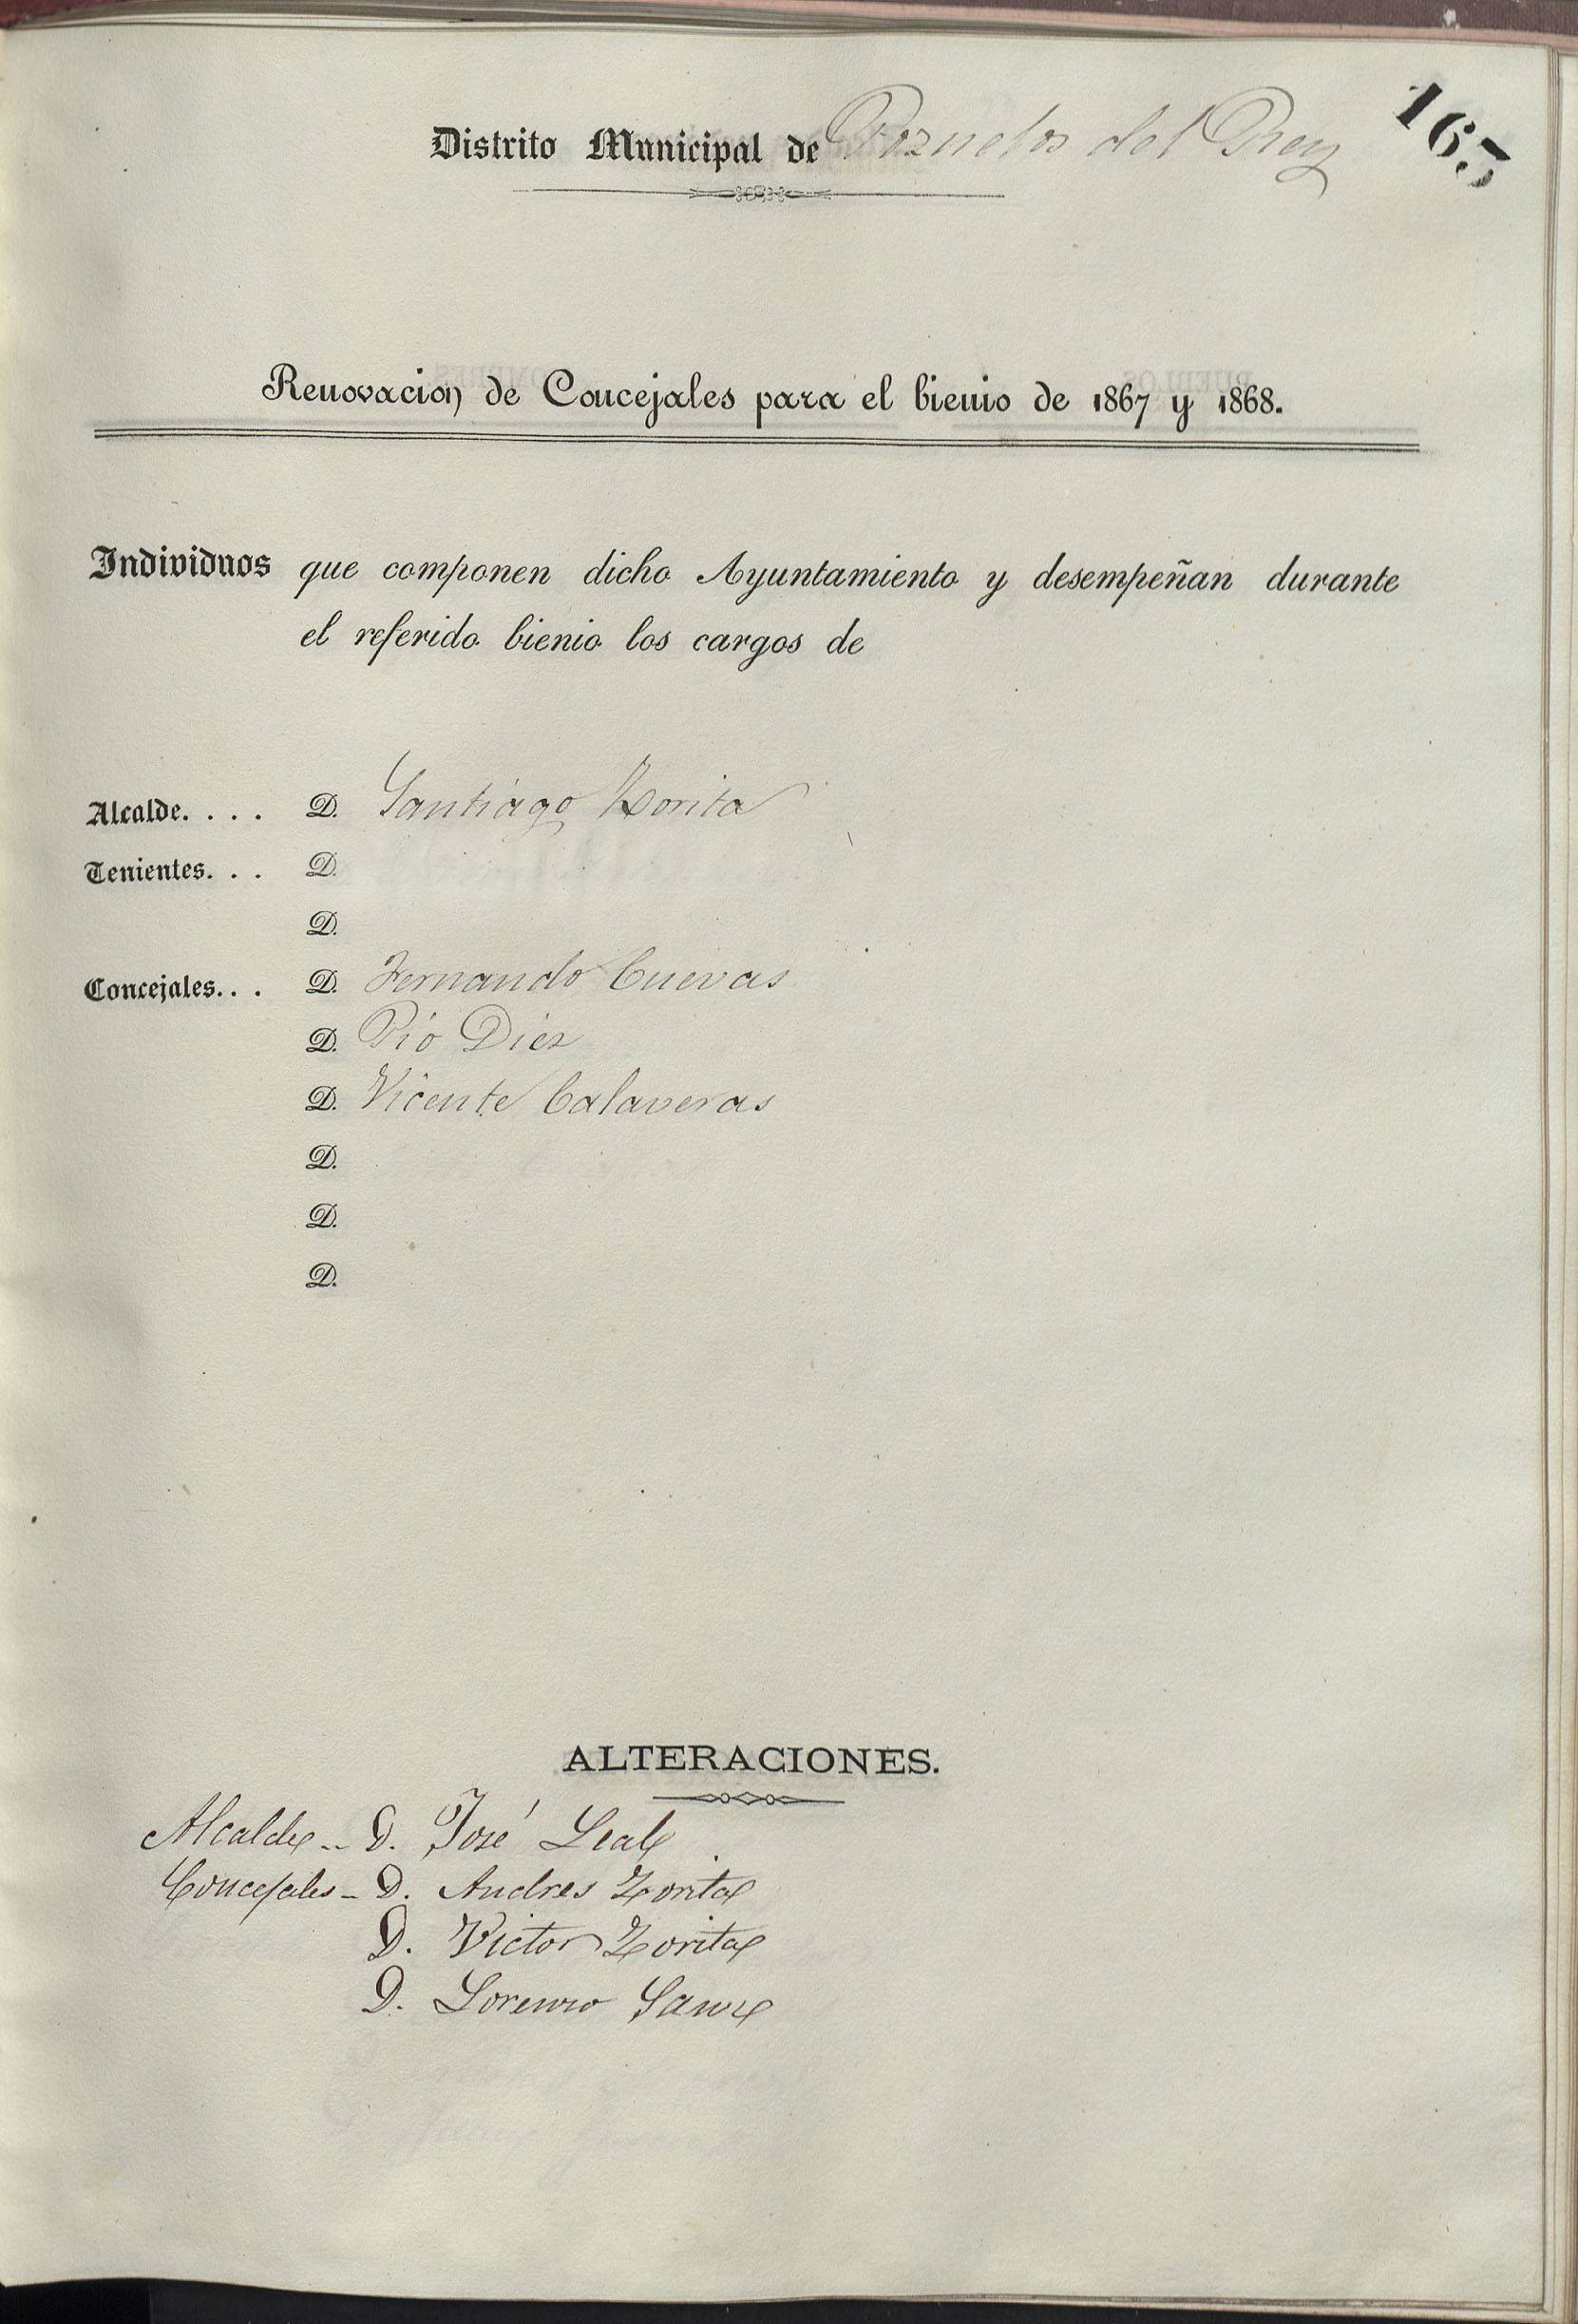 165
Distrito Municipal de Pozuelos del Rey
Renovacion de Concejales para el bienio de 1867 y 1868.
Individuos que componen dicho Ayuntamiento y desempeñan durante
el referido bienio los cargos de
Alcalde. . . . D. Santiago Zorita
Tenientes. . . D.
D.
Concejales. . . D. Fernando Cuevas
D. Pio Diez
D. Vicente Calaveras
D.
D.
D.
ALTERACIONES.
Alcalde -- D. José Leal
Concejales - D. Andres Zorita
D. Victor Zorita
D. Lorenzo Sanz